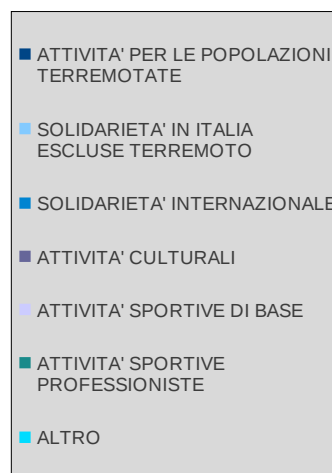 ATTIVITA' PER LE POPOLAZIONI
TERREMOTATE
SOLIDARIETA' IN ITALIA
ESCLUSE TERREMOTO
SOLIDARIETA' INTERNAZIONALE
ATTIVITA' CULTURALI
ATTIVITA' SPORTIVE DI BASE
ATTIVITA' SPORTIVE
PROFESSIONISTE
ALTRO